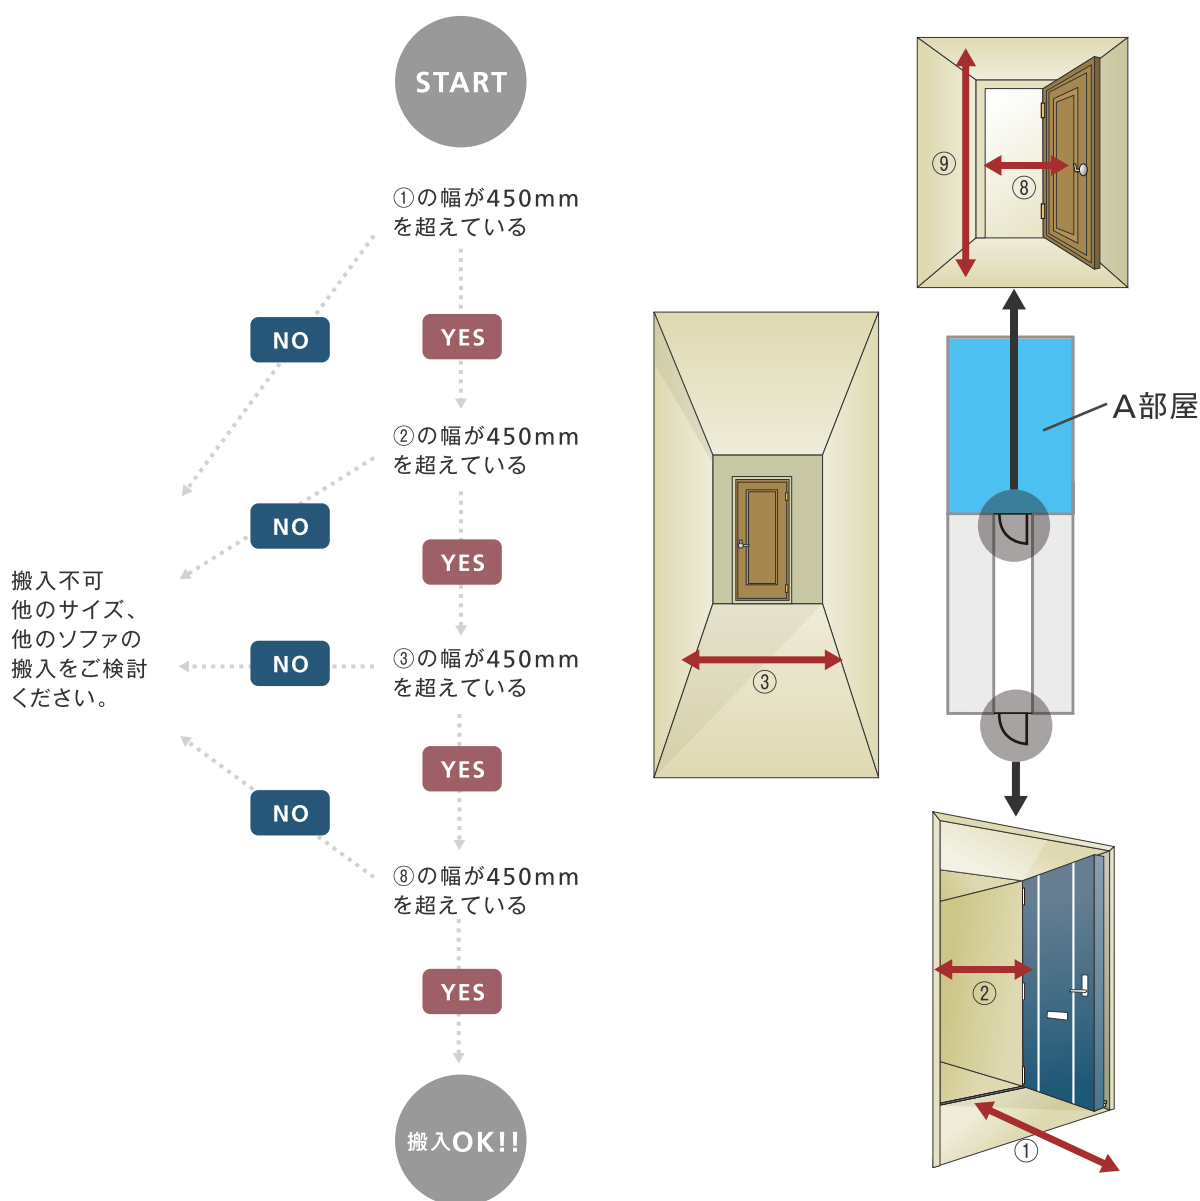 START
①の幅が450mm
を超えている
NO
YES
②の幅が450mm
を超えている
NO
YES
搬入不可
他のサイズ、
他のソファの
搬入をご検討
ください。
③の幅が450mm
を超えている
NO
YES
⑧の幅が450mm
を超えている
NO
YES
搬入OK!!
⑨
⑧
③
A部屋
②
①